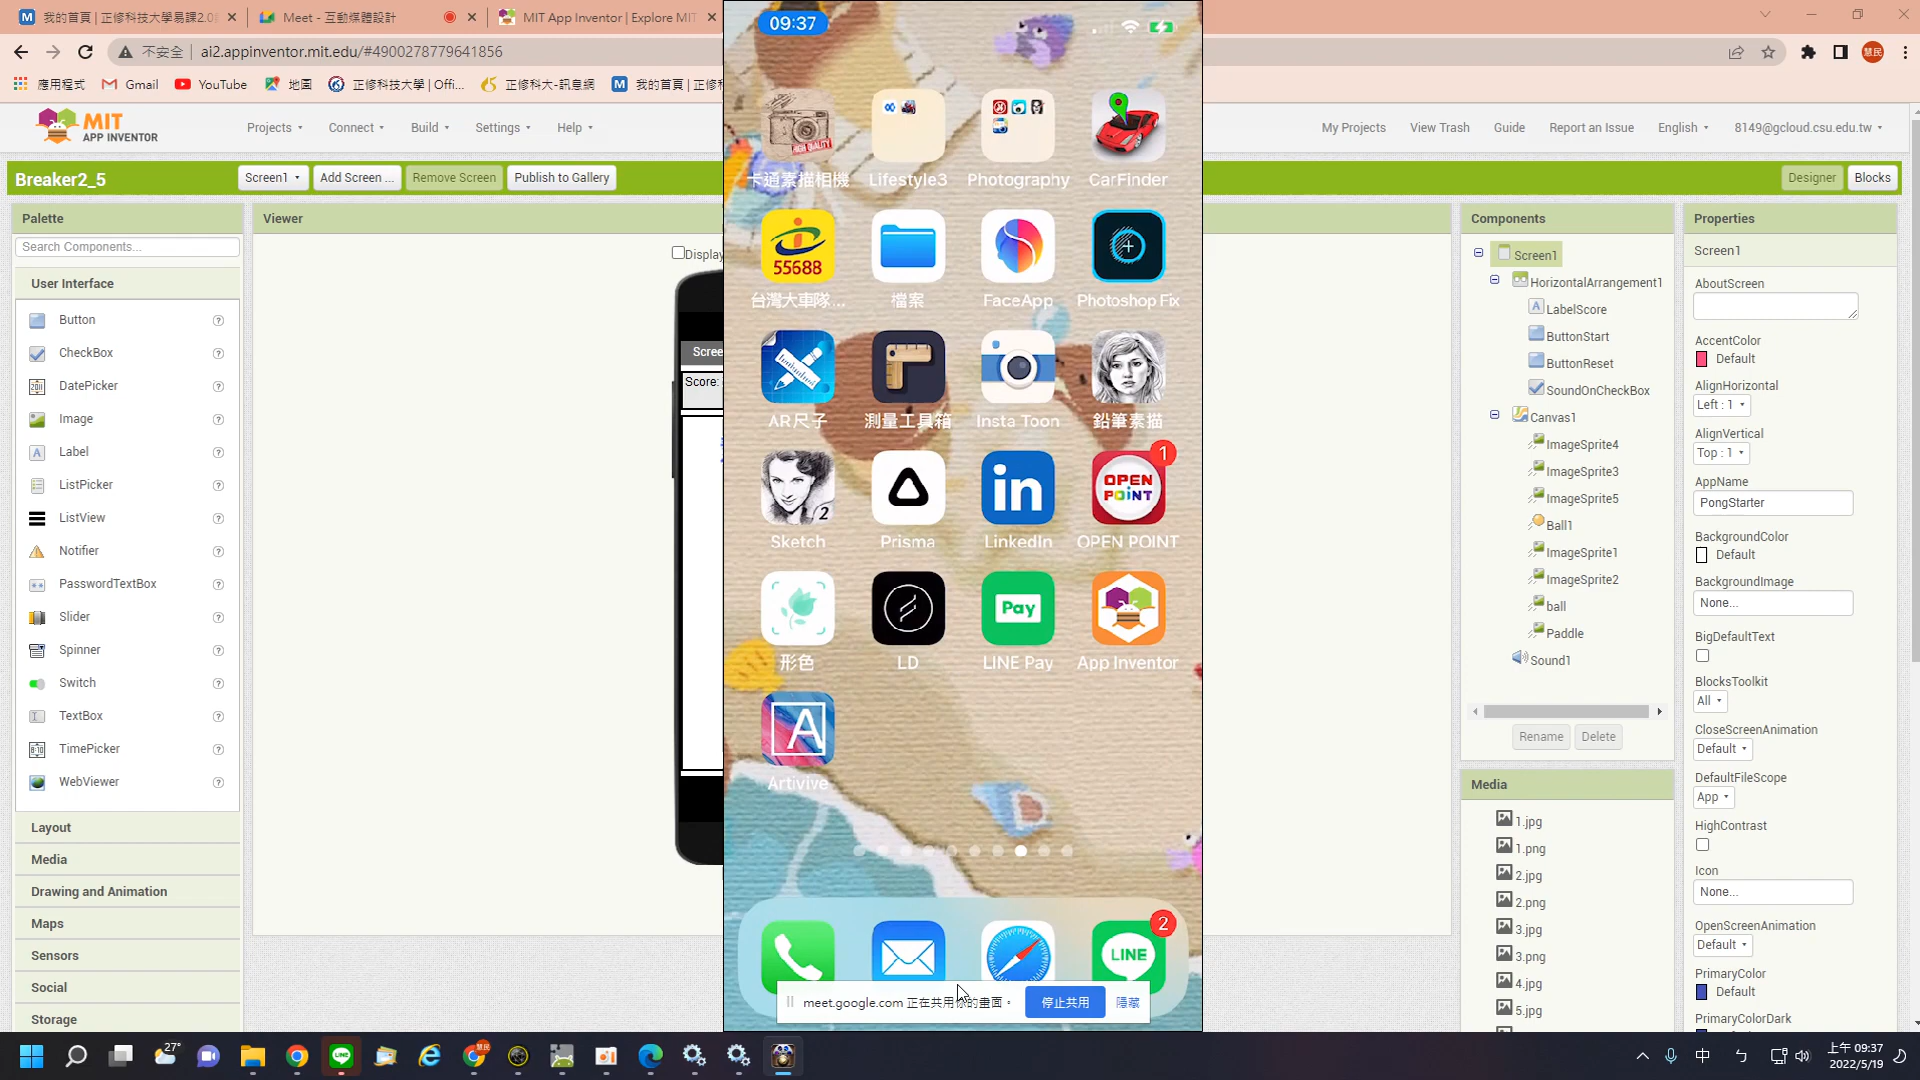 我的首頁 | 正修科技大學易課2.0
Meet - 互動媒體設計
MIT App Inventor | Explore MIT
不安全
ai2.appinventor.mit.edu/#4900278779641856
慧民
應用程式
Gmail
YouTube
地圖
正修科技大學 | Offi...
正修科大-訊息網
我的首頁 | 正修科
MIT
APP INVENTOR
Projects
Connect
Build
Settings
Help
My Projects
View Trash
Guide
Report an Issue
English
8149@gcloud.csu.edu.tw
Breaker2_5
Screen1
Add Screen ...
Remove Screen
Publish to Gallery
Designer
Blocks
Palette
Search Components...
User Interface
Button
CheckBox
DatePicker
Image
Label
ListPicker
ListView
Notifier
PasswordTextBox
Slider
Spinner
Switch
TextBox
TimePicker
WebViewer
Layout
Media
Drawing and Animation
Maps
Sensors
Social
Storage
Viewer
Display
Scree
Score:
09:37
HIGH QUALITY
卡通素描相機
Lifestyle3
Photography
CarFinder
55688
台灣大車隊...
檔案
FaceApp
Photoshop Fix
AR尺子
測量工具箱
Insta Toon
鉛筆素描
2
OPEN POINT
1
Sketch
Prisma
LinkedIn
OPEN POINT
Pay
形色
LD
LINE Pay
App Inventor
A
Artivive
LINE
2
meet.google.com 正在共用你的畫面。
停止共用
隱藏
Components
Screen1
HorizontalArrangement1
LabelScore
ButtonStart
ButtonReset
SoundOnCheckBox
Canvas1
ImageSprite4
ImageSprite3
ImageSprite5
Ball1
ImageSprite1
ImageSprite2
ball
Paddle
Sound1
Rename
Delete
Media
1.jpg
1.png
2.jpg
2.png
3.jpg
3.png
4.jpg
5.jpg
Properties
Screen1
AboutScreen
AccentColor
Default
AlignHorizontal
Left : 1
AlignVertical
Top : 1
AppName
PongStarter
BackgroundColor
Default
BackgroundImage
None...
BigDefaultText
BlocksToolkit
All
CloseScreenAnimation
Default
DefaultFileScope
App
HighContrast
Icon
None...
OpenScreenAnimation
Default
PrimaryColor
Default
PrimaryColorDark
27°
中
上午 09:37
2022/5/19